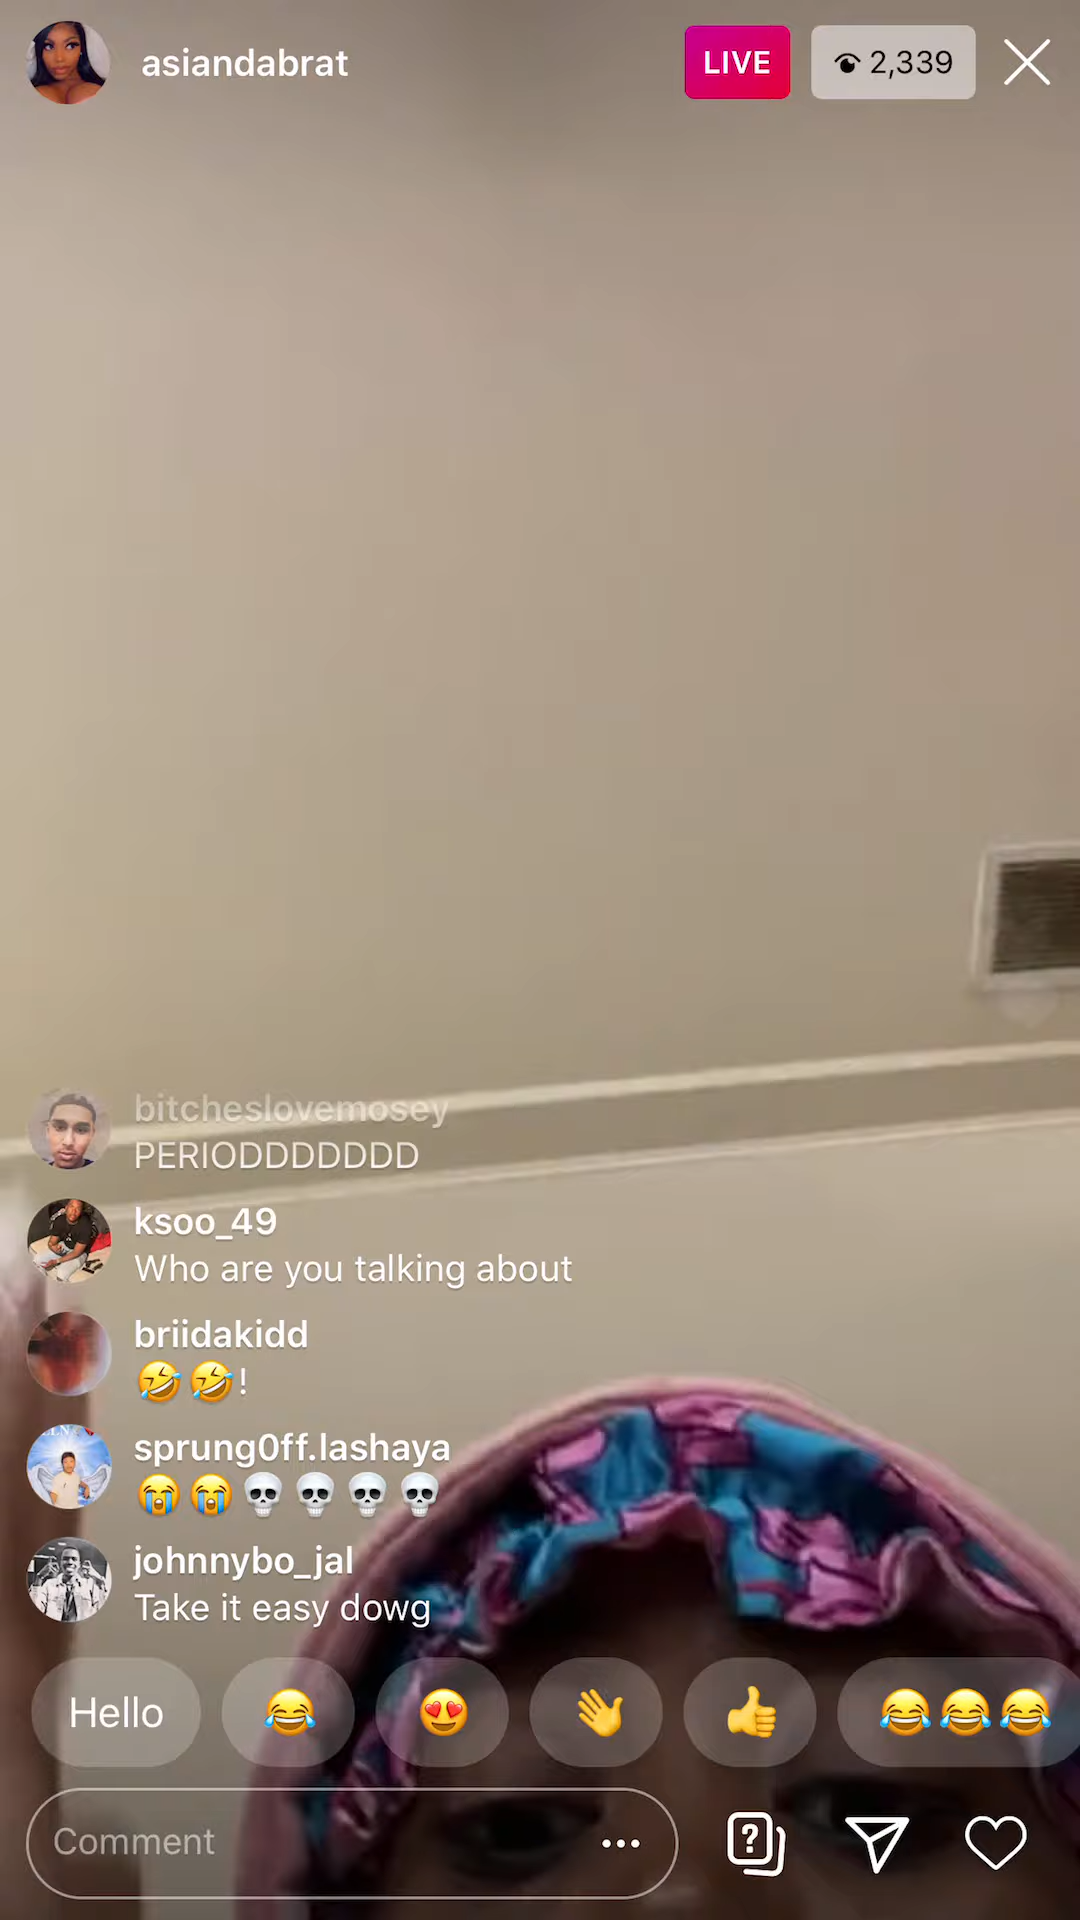 asiandabrat
LIVE
2,339
bitcheslovemosey
PERIODDDDDDD
ksoo_49
Who are you talking about
briidakidd
🤣🤣!
sprung0ff.lashaya
😭😭💀💀💀💀
johnnybo_jal
Take it easy dowg
Hello 😂 😍 👋 👍 😂😂😂
Comment